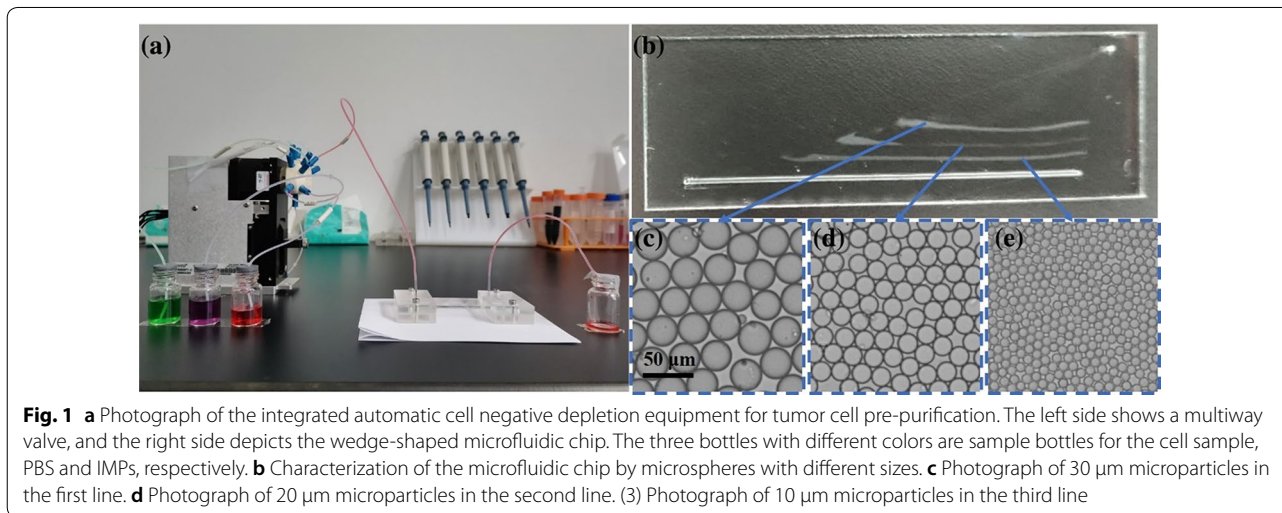 (a)
(b)
(c)
(d)
(e)
50 µm
Fig. 1 a Photograph of the integrated automatic cell negative depletion equipment for tumor cell pre-purification. The left side shows a multiway
valve, and the right side depicts the wedge-shaped microfluidic chip. The three bottles with different colors are sample bottles for the cell sample,
PBS and IMPs, respectively. b Characterization of the microfluidic chip by microspheres with different sizes. c Photograph of 30 µm microparticles in
the first line. d Photograph of 20 µm microparticles in the second line. (3) Photograph of 10 µm microparticles in the third line